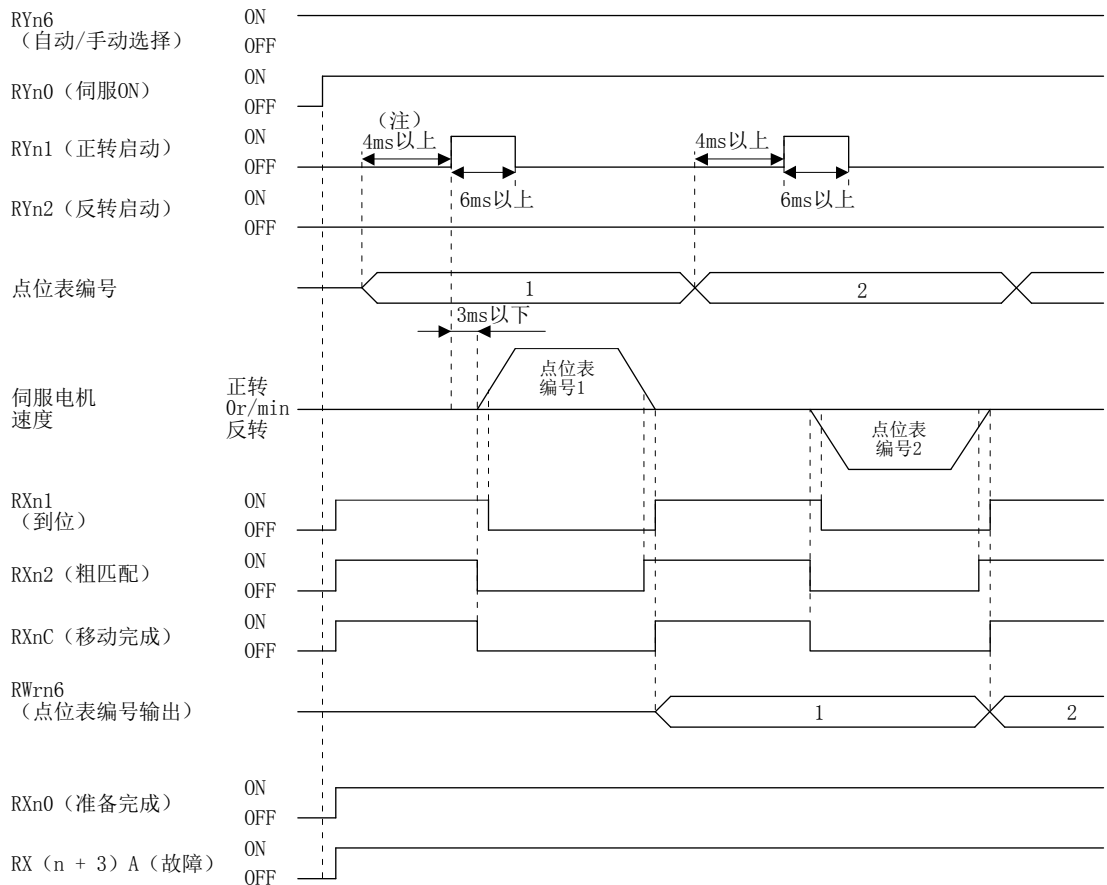 RYn6
（自动/手动选择）
ON
OFF
RYn0（伺服ON）
ON
OFF
RYn1（正转启动）
ON
OFF
（注）
4ms以上
6ms以上
4ms以上
6ms以上
RYn2（反转启动）
ON
OFF
点位表编号
1
2
3ms以下
伺服电机
速度
正转
0r/min
反转
点位表
编号1
点位表
编号2
RXn1
（到位）
ON
OFF
RXn2（粗匹配）
ON
OFF
RXnC（移动完成）
ON
OFF
RWrn6
（点位表编号输出）
1
2
RXn0（准备完成）
ON
OFF
RX（n + 3）A（故障）
ON
OFF